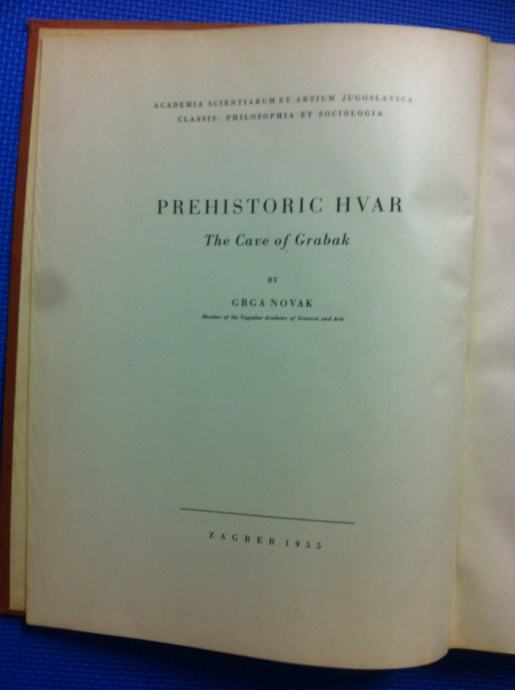 ACADEMIA SCIENTIARUM ET ARTIUM JUGOSLAVICA
CLASSIS: PHILOSOPHIA ET SOCIOLOGIA
PREHISTORIC HVAR
The Cave of Grabak
BY
GRGA NOVAK
Member of the Yugoslav Academy of Sciences and Arts
ZAGREB 1955